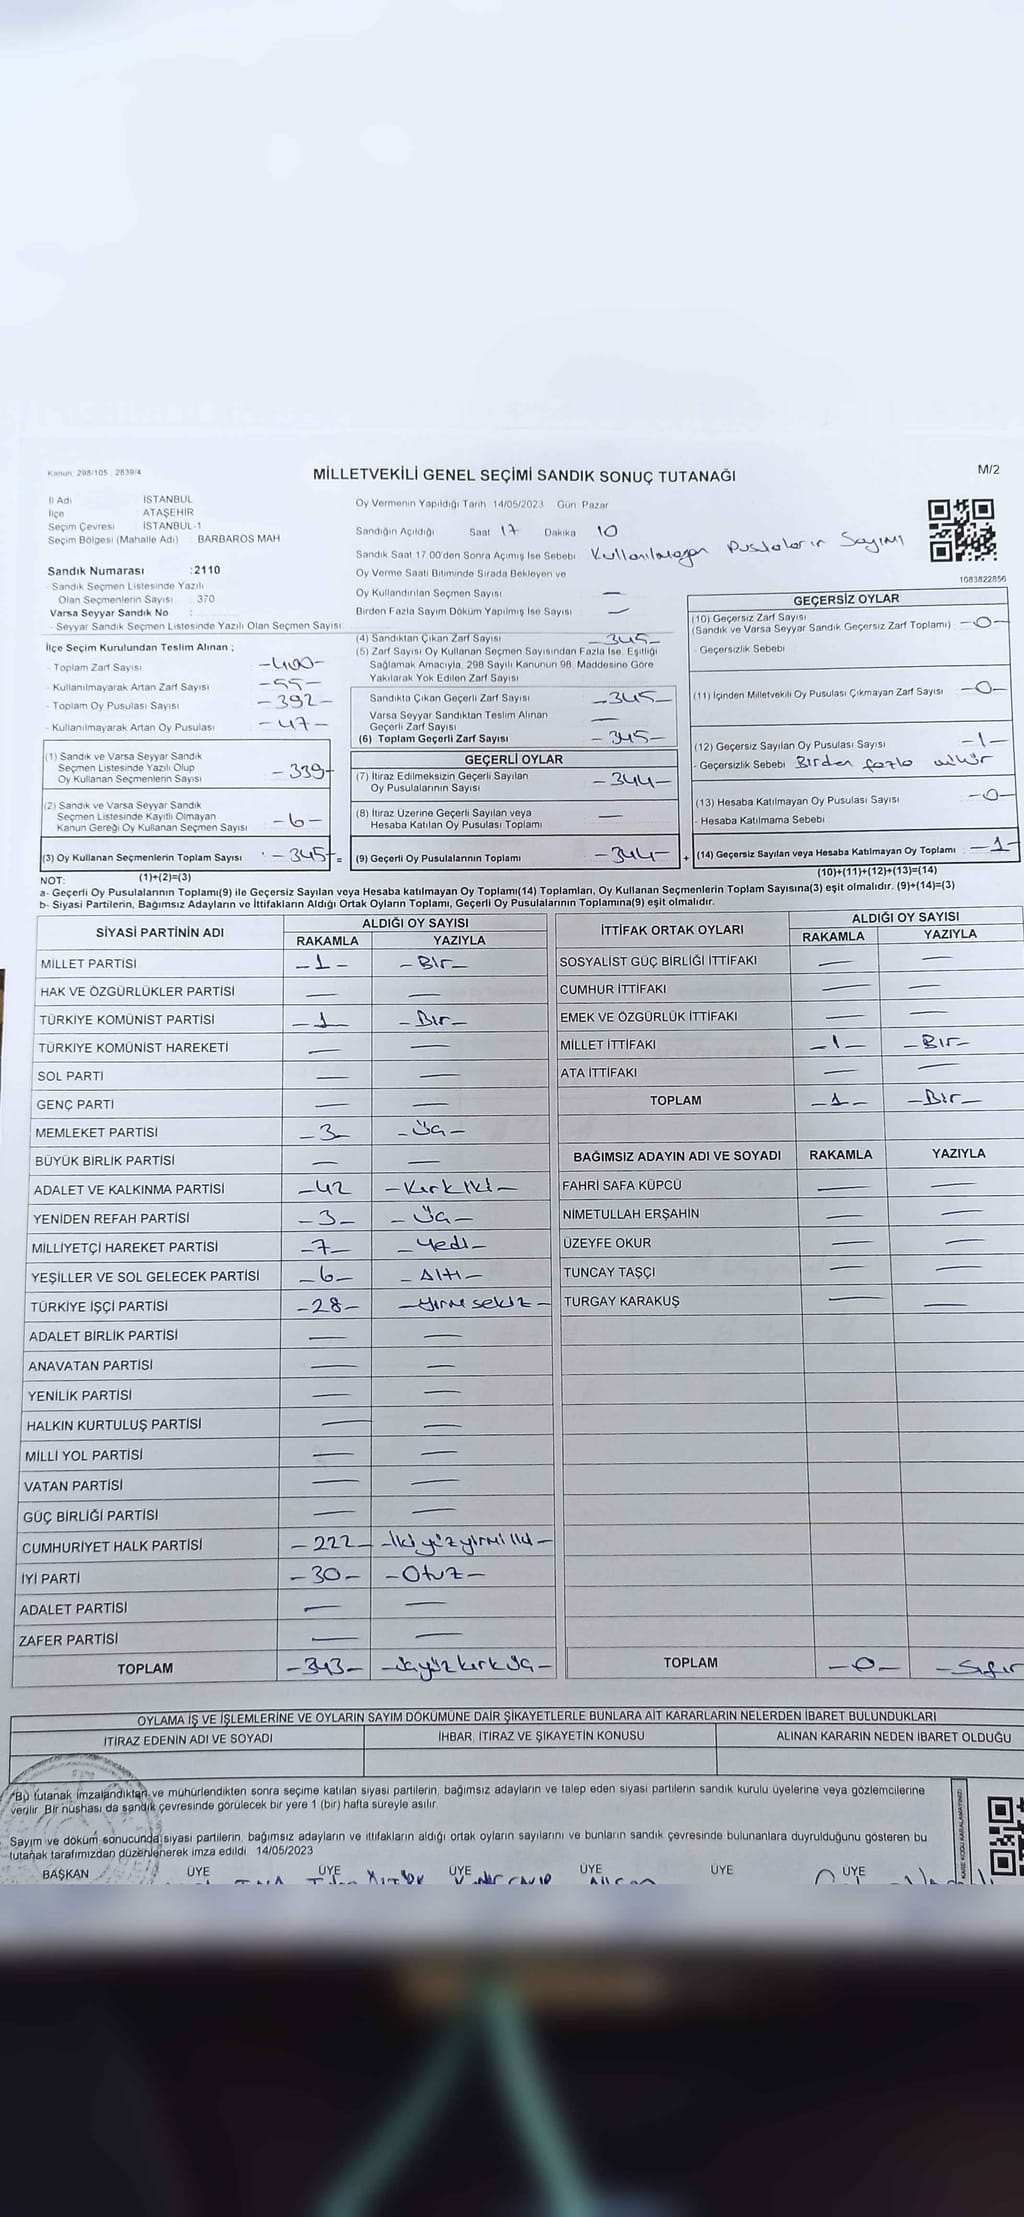 Kanun: 298/105, 2839/4
MİLLETVEKİLİ GENEL SEÇİMİ SANDIK SONUÇ TUTANAĞI
M/2
İl Adı İSTANBUL
İlçe ATAŞEHİR
Seçim Çevresi İSTANBUL-1
Seçim Bölgesi (Mahalle Adı) BARBAROS MAH
Sandık Numarası :2110
- Sandık Seçmen Listesinde Yazılı
Olan Seçmenlerin Sayısı 370
Varsa Seyyar Sandık No :
- Seyyar Sandık Seçmen Listesinde Yazılı Olan Seçmen Sayısı
Oy Vermenin Yapıldığı Tarih 14/05/2023 Gün: Pazar
Sandığın Açıldığı Saat 17 Dakika 10
Sandık Saat 17.00'den Sonra Açımış İse Sebebi Kullanılmayan Pusulaların Sayımı
Oy Verme Saati Bitiminde Sırada Bekleyen ve
Oy Kullandırılan Seçmen Sayısı —
Birden Fazla Sayım Döküm Yapılmış İse Sayısı —
1083822856
İlçe Seçim Kurulundan Teslim Alınan ;
- Toplam Zarf Sayısı -400-
- Kullanılmayarak Artan Zarf Sayısı -55-
- Toplam Oy Pusulası Sayısı -392-
- Kullanılmayarak Artan Oy Pusulası -47-
(1) Sandık ve Varsa Seyyar Sandık
Seçmen Listesinde Yazılı Olup
Oy Kullanan Seçmenlerin Sayısı -339-
(2) Sandık ve Varsa Seyyar Sandık
Seçmen Listesinde Kayıtlı Olmayan
Kanun Gereği Oy Kullanan Seçmen Sayısı -6-
(3) Oy Kullanan Seçmenlerin Toplam Sayısı : -345- =
(4) Sandıktan Çıkan Zarf Sayısı -345-
(5) Zarf Sayısı Oy Kullanan Seçmen Sayısından Fazla İse, Eşitliği
Sağlamak Amacıyla, 298 Sayılı Kanunun 98. Maddesine Göre
Yakılarak Yok Edilen Zarf Sayısı
Sandıkta Çıkan Geçerli Zarf Sayısı -345-
Varsa Seyyar Sandıktan Teslim Alınan
Geçerli Zarf Sayısı —
(6) Toplam Geçerli Zarf Sayısı -345-
GEÇERLİ OYLAR
(7) İtiraz Edilmeksizin Geçerli Sayılan
Oy Pusulalarının Sayısı -344-
(8) İtiraz Üzerine Geçerli Sayılan veya
Hesaba Katılan Oy Pusulası Toplamı —
(9) Geçerli Oy Pusulalarının Toplamı -344- +
GEÇERSİZ OYLAR
(10) Geçersiz Zarf Sayısı
(Sandık ve Varsa Seyyar Sandık Geçersiz Zarf Toplamı) -0-
- Geçersizlik Sebebi
(11) İçinden Milletvekili Oy Pusulası Çıkmayan Zarf Sayısı -0-
(12) Geçersiz Sayılan Oy Pusulası Sayısı -1-
- Geçersizlik Sebebi Birden fazla mühür
(13) Hesaba Katılmayan Oy Pusulası Sayısı -0-
- Hesaba Katılmama Sebebi
(14) Geçersiz Sayılan veya Hesaba Katılmayan Oy Toplamı -1-
NOT: (1)+(2)=(3) (10)+(11)+(12)+(13)=(14)
a- Geçerli Oy Pusulalarının Toplamı(9) ile Geçersiz Sayılan veya Hesaba katılmayan Oy Toplamı(14) Toplamları, Oy Kullanan Seçmenlerin Toplam Sayısına(3) eşit olmalıdır. (9)+(14)=(3)
b- Siyasi Partilerin, Bağımsız Adayların ve İttifakların Aldığı Ortak Oyların Toplamı, Geçerli Oy Pusulalarının Toplamına(9) eşit olmalıdır.
SİYASİ PARTİNİN ADI ALDIĞI OY SAYISI
RAKAMLA YAZIYLA
MİLLET PARTİSİ -1- -Bir-
HAK VE ÖZGÜRLÜKLER PARTİSİ — —
TÜRKİYE KOMÜNİST PARTİSİ -1- -Bir-
TÜRKİYE KOMÜNİST HAREKETİ — —
SOL PARTİ — —
GENÇ PARTİ — —
MEMLEKET PARTİSİ -3- -Üç-
BÜYÜK BİRLİK PARTİSİ — —
ADALET VE KALKINMA PARTİSİ -42 -Kırkiki-
YENİDEN REFAH PARTİSİ -3- -Üç-
MİLLİYETÇİ HAREKET PARTİSİ -7- -Yedi-
YEŞİLLER VE SOL GELECEK PARTİSİ -6- -Altı-
TÜRKİYE İŞÇİ PARTİSİ -28- -Yirmisekiz-
ADALET BİRLİK PARTİSİ — —
ANAVATAN PARTİSİ — —
YENİLİK PARTİSİ — —
HALKIN KURTULUŞ PARTİSİ — —
MİLLİ YOL PARTİSİ — —
VATAN PARTİSİ — —
GÜÇ BİRLİĞİ PARTİSİ — —
CUMHURİYET HALK PARTİSİ -222- -İkiyüzyirmiiki-
İYİ PARTİ -30- -Otuz-
ADALET PARTİSİ — —
ZAFER PARTİSİ — —
TOPLAM -343- -üçyüzkırküç-
İTTİFAK ORTAK OYLARI ALDIĞI OY SAYISI
RAKAMLA YAZIYLA
SOSYALİST GÜÇ BİRLİĞİ İTTİFAKI — —
CUMHUR İTTİFAKI — —
EMEK VE ÖZGÜRLÜK İTTİFAKI — —
MİLLET İTTİFAKI -1- -Bir-
ATA İTTİFAKI — —
TOPLAM -1- -Bir-
BAĞIMSIZ ADAYIN ADI VE SOYADI RAKAMLA YAZIYLA
FAHRİ SAFA KÜPCÜ — —
NİMETULLAH ERŞAHİN — —
ÜZEYFE OKUR — —
TUNCAY TAŞÇI — —
TURGAY KARAKUŞ — —
TOPLAM -0- -Sıfır
OYLAMA İŞ VE İŞLEMLERİNE VE OYLARIN SAYIM DÖKÜMÜNE DAİR ŞİKAYETLERLE BUNLARA AİT KARARLARIN NELERDEN İBARET BULUNDUKLARI
İTİRAZ EDENİN ADI VE SOYADI İHBAR, İTİRAZ VE ŞİKAYETİN KONUSU ALINAN KARARIN NEDEN İBARET OLDUĞU
*Bu tutanak imzalandıktan ve mühürlendikten sonra seçime katılan siyasi partilerin, bağımsız adayların ve talep eden siyasi partilerin sandık kurulu üyelerine veya gözlemcilerine
verilir. Bir nüshası da sandık çevresinde görülecek bir yere 1 (bir) hafta süreyle asılır.
Sayım ve döküm sonucunda siyasi partilerin, bağımsız adayların ve ittifakların aldığı ortak oyların sayılarını ve bunların sandık çevresinde bulunanlara duyrulduğunu gösteren bu
tutanak tarafımızdan düzenlenerek imza edildi. 14/05/2023
BAŞKAN ÜYE ÜYE ÜYE ÜYE ÜYE ÜYE